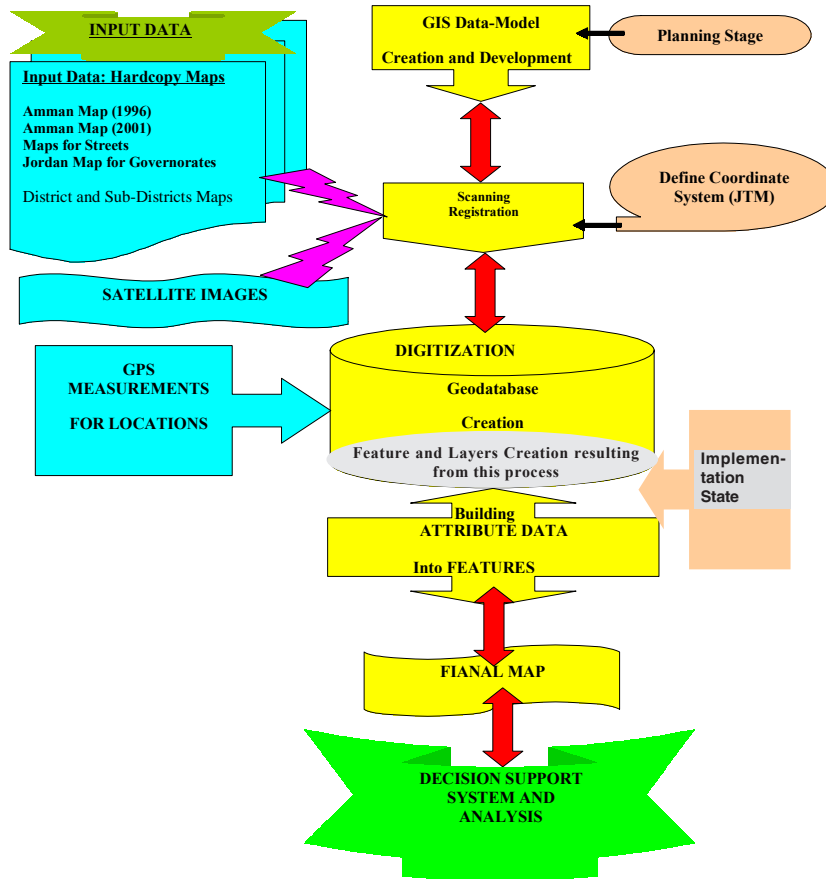 INPUT DATA
Input Data: Hardcopy Maps
Amman Map (1996)
Amman Map (2001)
Maps for Streets
Jordan Map for Governorates
District and Sub-Districts Maps
SATELLITE IMAGES
GPS
MEASUREMENTS
FOR LOCATIONS
GIS Data-Model
Creation and Development
Planning Stage
Scanning
Registration
Define Coordinate
System (JTM)
DIGITIZATION
Geodatabase
Creation
Feature and Layers Creation resulting
from this process
Implemen-
tation
State
Building
ATTRIBUTE DATA
Into FEATURES
FIANAL MAP
DECISION SUPPORT
SYSTEM AND
ANALYSIS